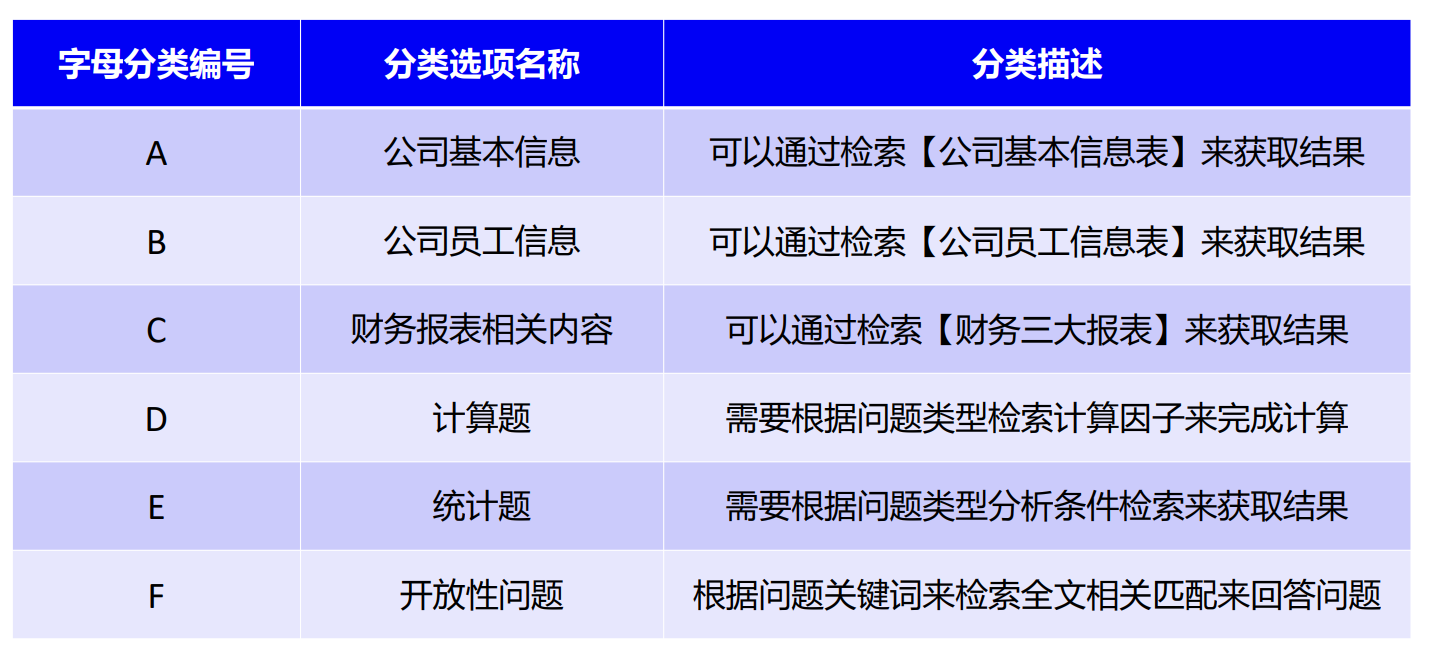 字母分类编号 分类选项名称 分类描述
A 公司基本信息 可以通过检索【公司基本信息表】来获取结果
B 公司员工信息 可以通过检索【公司员工信息表】来获取结果
C 财务报表相关内容 可以通过检索【财务三大报表】来获取结果
D 计算题 需要根据问题类型检索计算因子来完成计算
E 统计题 需要根据问题类型分析条件检索来获取结果
F 开放性问题 根据问题关键词来检索全文相关匹配来回答问题